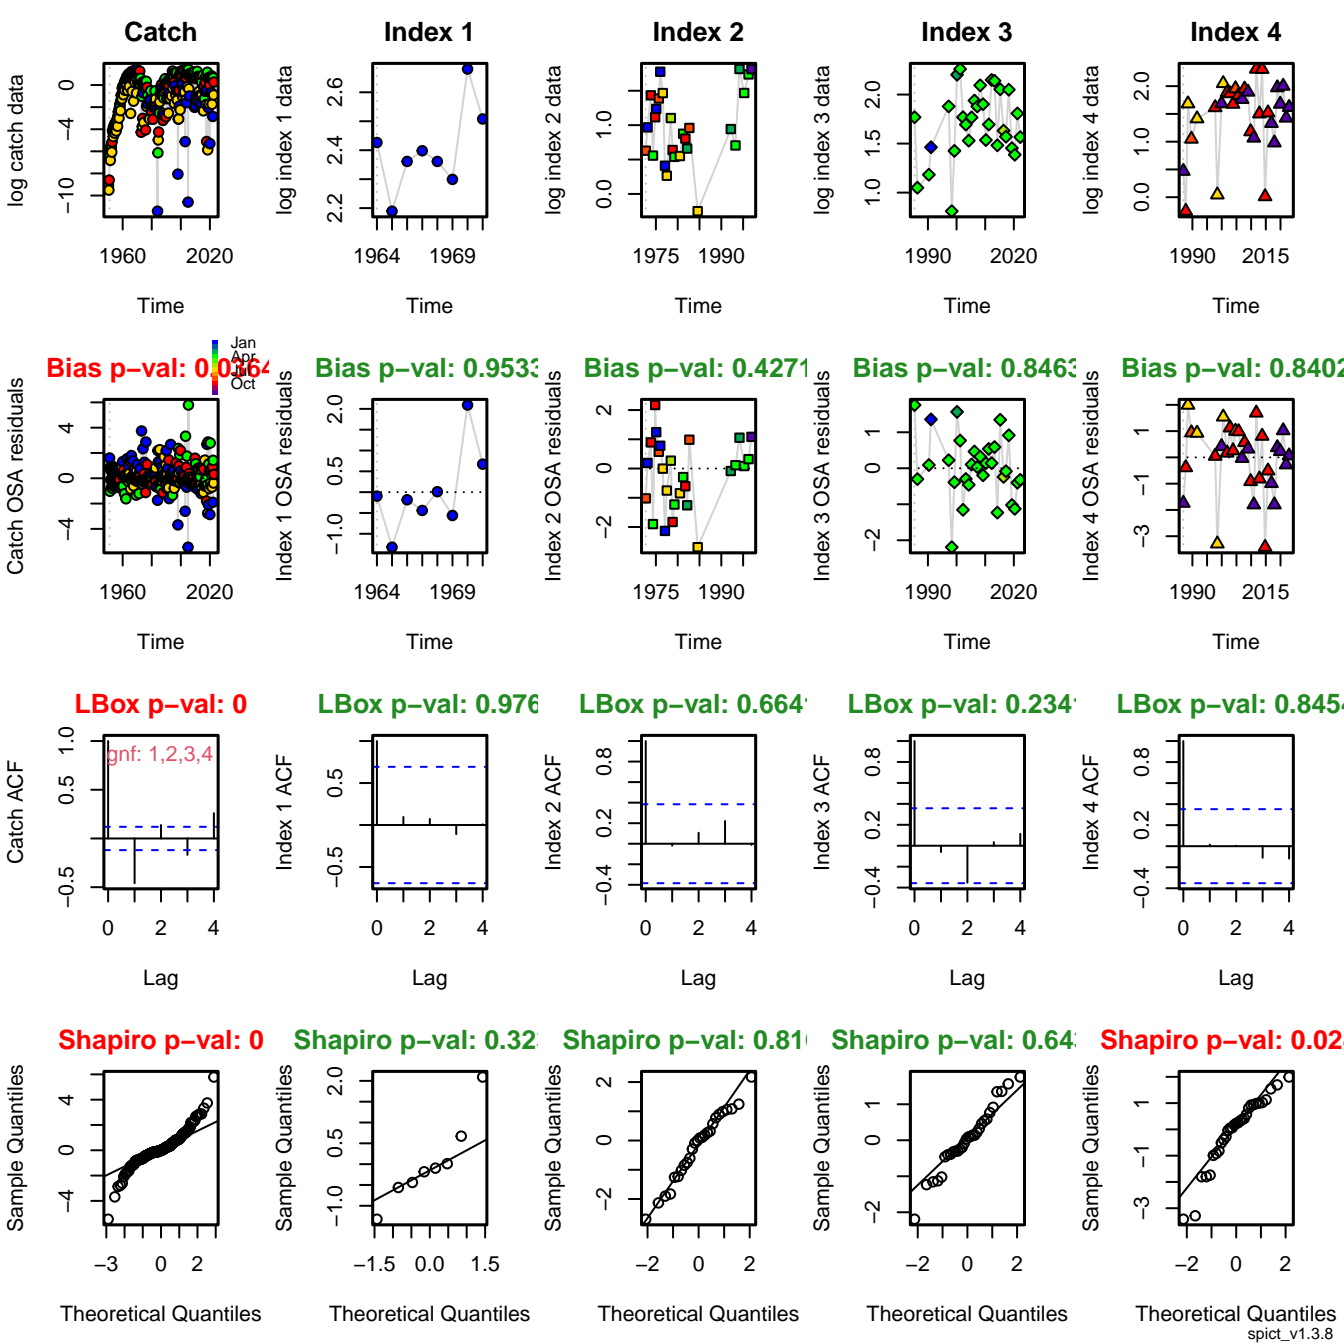 Catch Index 1 Index 2 Index 3 Index 4
log catch data
0
−4
−10
1960 2020
Time
log index 1 data
2.6
2.4
2.2
1964 1969
Time
log index 2 data
1.0
0.0
1975 1990
Time
log index 3 data
2.0
1.5
1.0
1990 2020
Time
log index 4 data
2.0
1.0
0.0
1990 2015
Time
Bias p−val: 0.0364
Jan
Apr
Jul
Oct
Catch OSA residuals
4
0
−4
1960 2020
Time
Bias p−val: 0.9533
Index 1 OSA residuals
2.0
0.5
−1.0
1964 1969
Time
Bias p−val: 0.4271
Index 2 OSA residuals
2
0
−2
1975 1990
Time
Bias p−val: 0.8463
Index 3 OSA residuals
1
0
−2
1990 2020
Time
Bias p−val: 0.8402
Index 4 OSA residuals
1
−1
−3
1990 2015
Time
LBox p−val: 0
gnf: 1,2,3,4
Catch ACF
1.0
0.5
−0.5
0 2 4
Lag
LBox p−val: 0.976
Index 1 ACF
0.5
−0.5
0 2 4
Lag
LBox p−val: 0.664
Index 2 ACF
0.8
0.2
−0.4
0 2 4
Lag
LBox p−val: 0.234
Index 3 ACF
0.8
0.2
−0.4
0 2 4
Lag
LBox p−val: 0.845
Index 4 ACF
0.8
0.2
−0.4
0 2 4
Lag
Shapiro p−val: 0
Sample Quantiles
4
0
−4
−3 0 2
Theoretical Quantiles
Shapiro p−val: 0.32
Sample Quantiles
2.0
0.5
−1.0
−1.5 0.0 1.5
Theoretical Quantiles
Shapiro p−val: 0.81
Sample Quantiles
2
0
−2
−2 0 2
Theoretical Quantiles
Shapiro p−val: 0.64
Sample Quantiles
1
0
−2
−2 0 2
Theoretical Quantiles
Shapiro p−val: 0.02
Sample Quantiles
1
−1
−3
−2 0 2
Theoretical Quantiles
spict_v1.3.8